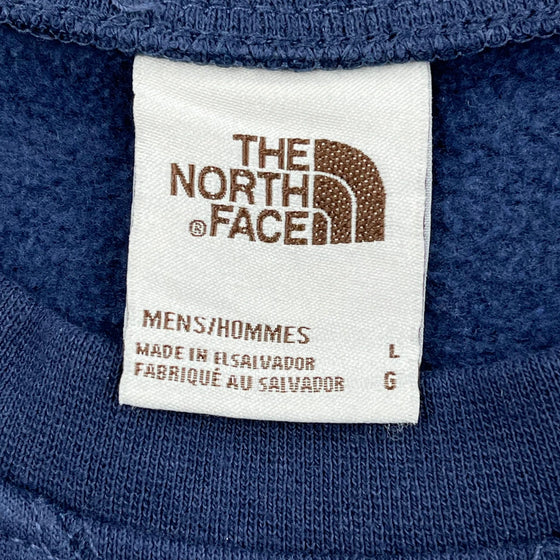 THE
NORTH
® FACE
MENS/HOMMES
MADE IN ELSALVADOR L
FABRIQUÉ AU SALVADOR G